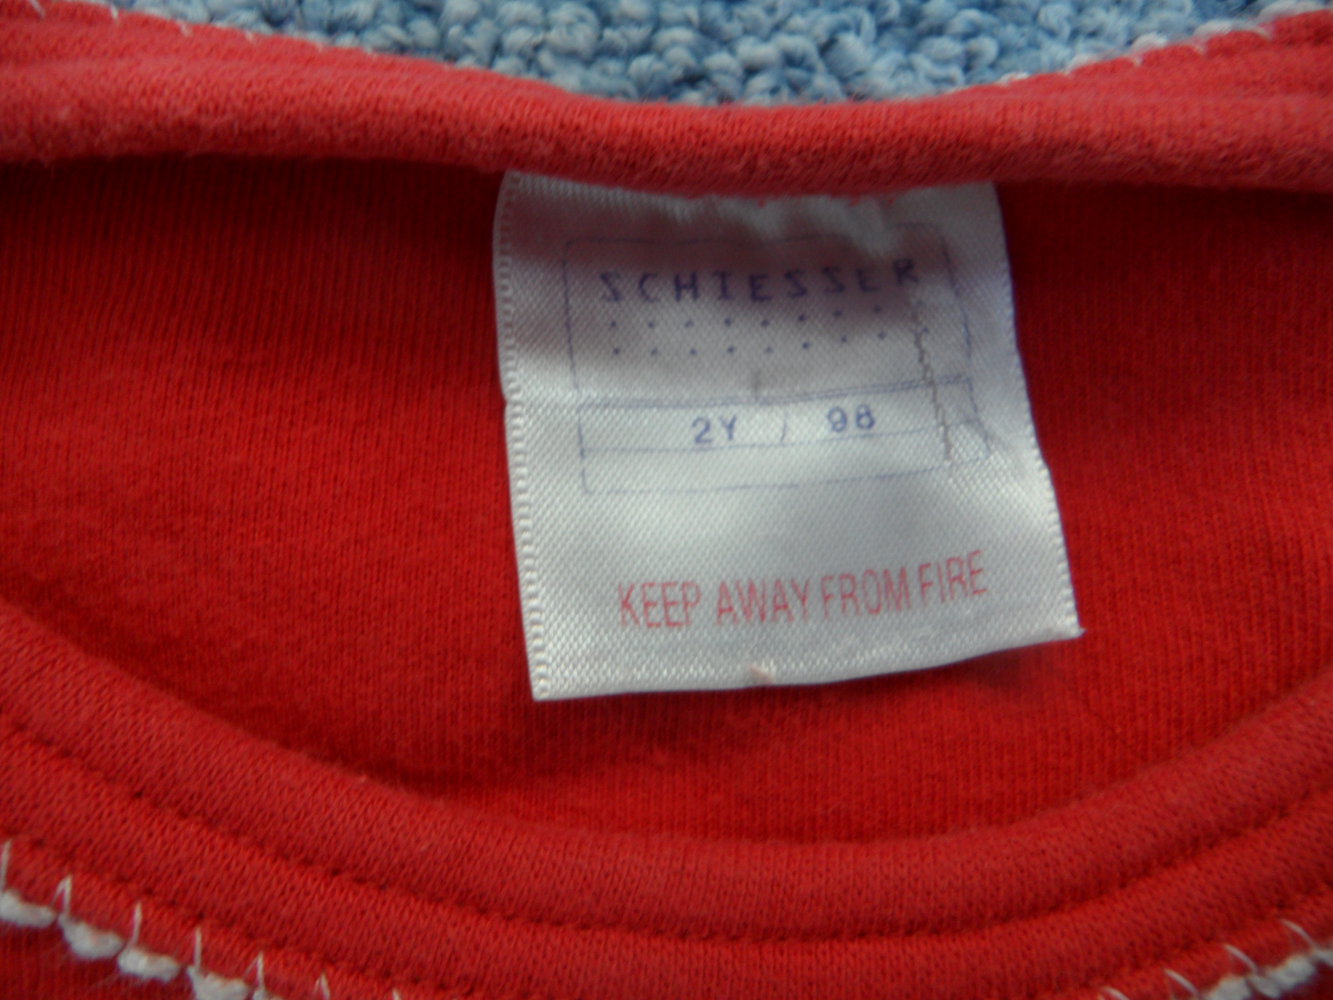 SCHIESSER
2Y / 98
KEEP AWAY FROM FIRE